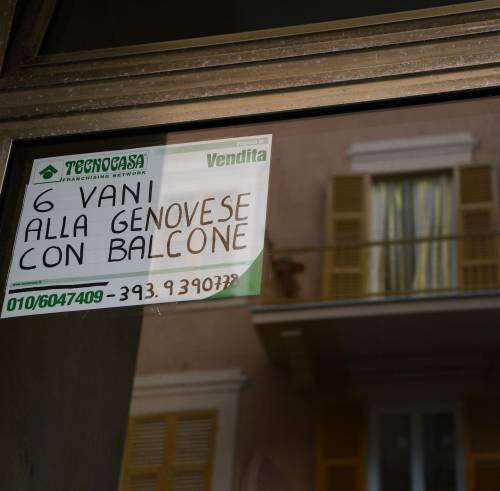 TECNOCASA
FRANCHISING NETWORK
Vendita
6 VANI
ALLA GENOVESE
CON BALCONE
010/6047409 - 393.9390778